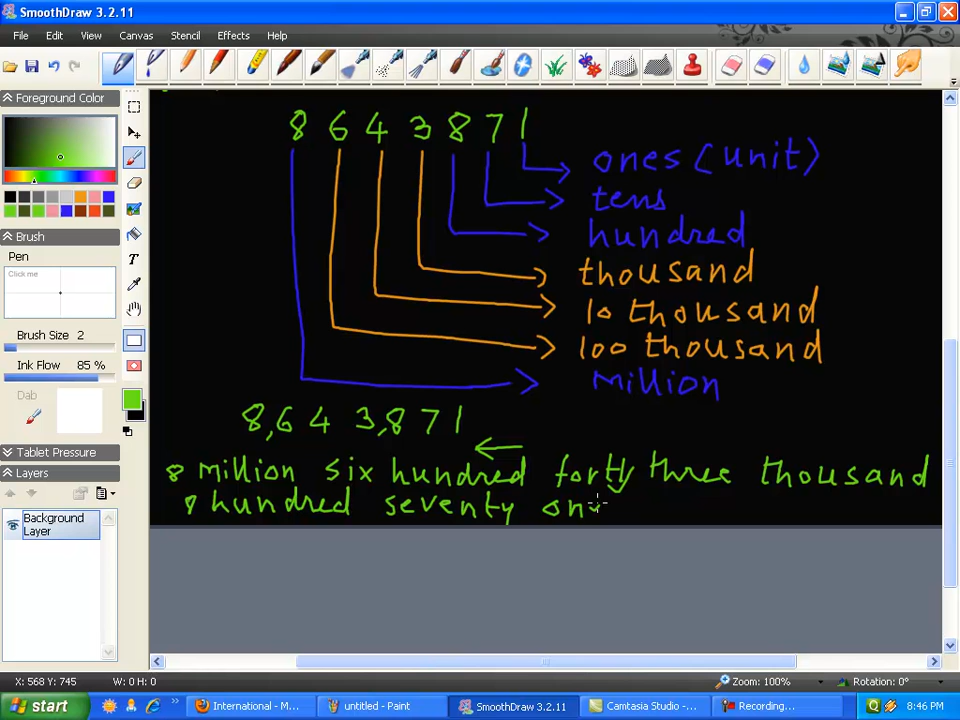 SmoothDraw 3.2.11
File Edit View Canvas Stencil Effects Help
Foreground Color
Brush
Pen
Click me
Brush Size 2
Ink Flow 85 %
Dab
Tablet Pressure
Layers
Background Layer
8 6 4 3 8 7 1
ones (unit)
tens
hundred
thousand
10 thousand
100 thousand
Million
8,6 4 3,8 7 1
8 Million six hundred forty three thousand
8 hundred seventy one
X: 568 Y: 745 W: 0 H: 0 Zoom: 100% Rotation: 0°
start International - M... untitled - Paint SmoothDraw 3.2.11 Camtasia Studio -... Recording... 8:46 PM